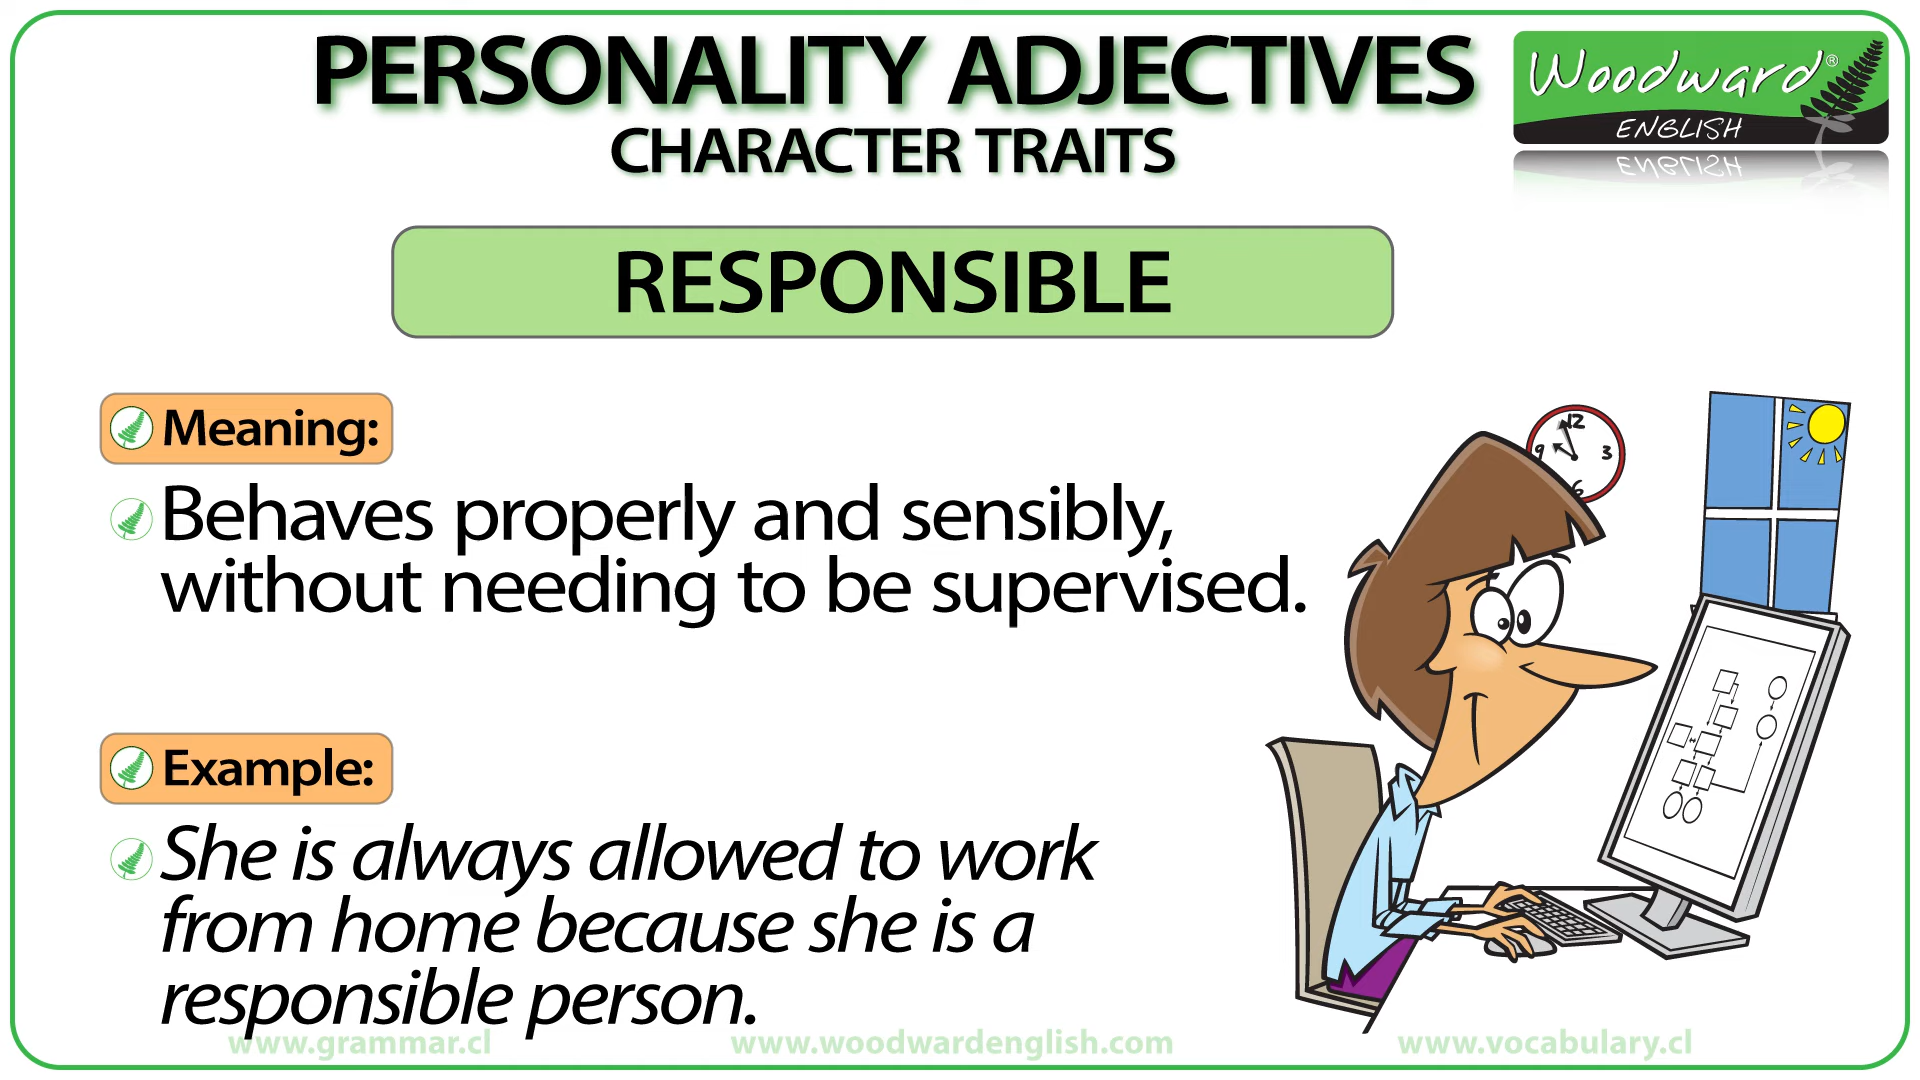 PERSONALITY ADJECTIVES
CHARACTER TRAITS
Woodward®
ENGLISH
RESPONSIBLE
Meaning:
Behaves properly and sensibly,
without needing to be supervised.
12
9 3
6
Example:
She is always allowed to work
from home because she is a
responsible person.
www.grammar.cl www.woodwardenglish.com www.vocabulary.cl